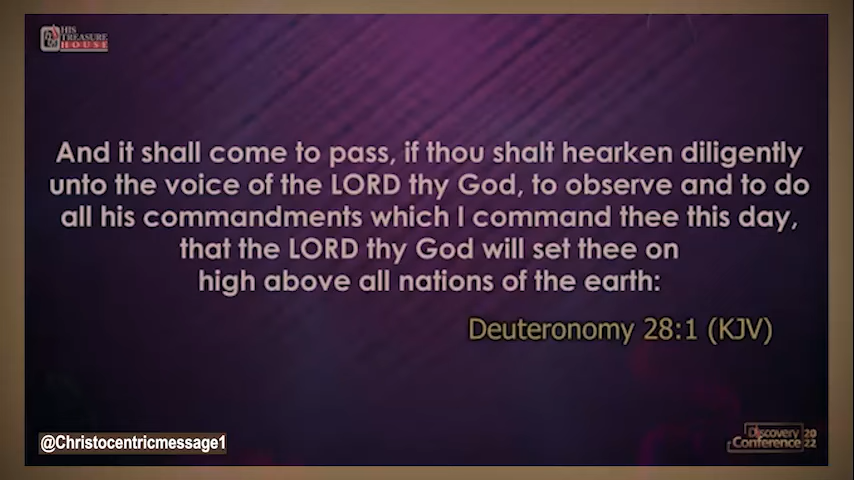 HIS
TREASURE
HOUSE
And it shall come to pass, if thou shalt hearken diligently
unto the voice of the LORD thy God, to observe and to do
all his commandments which I command thee this day,
that the LORD thy God will set thee on
high above all nations of the earth:
Deuteronomy 28:1 (KJV)
@Christocentricmessage1
Discovery
Conference
20
22